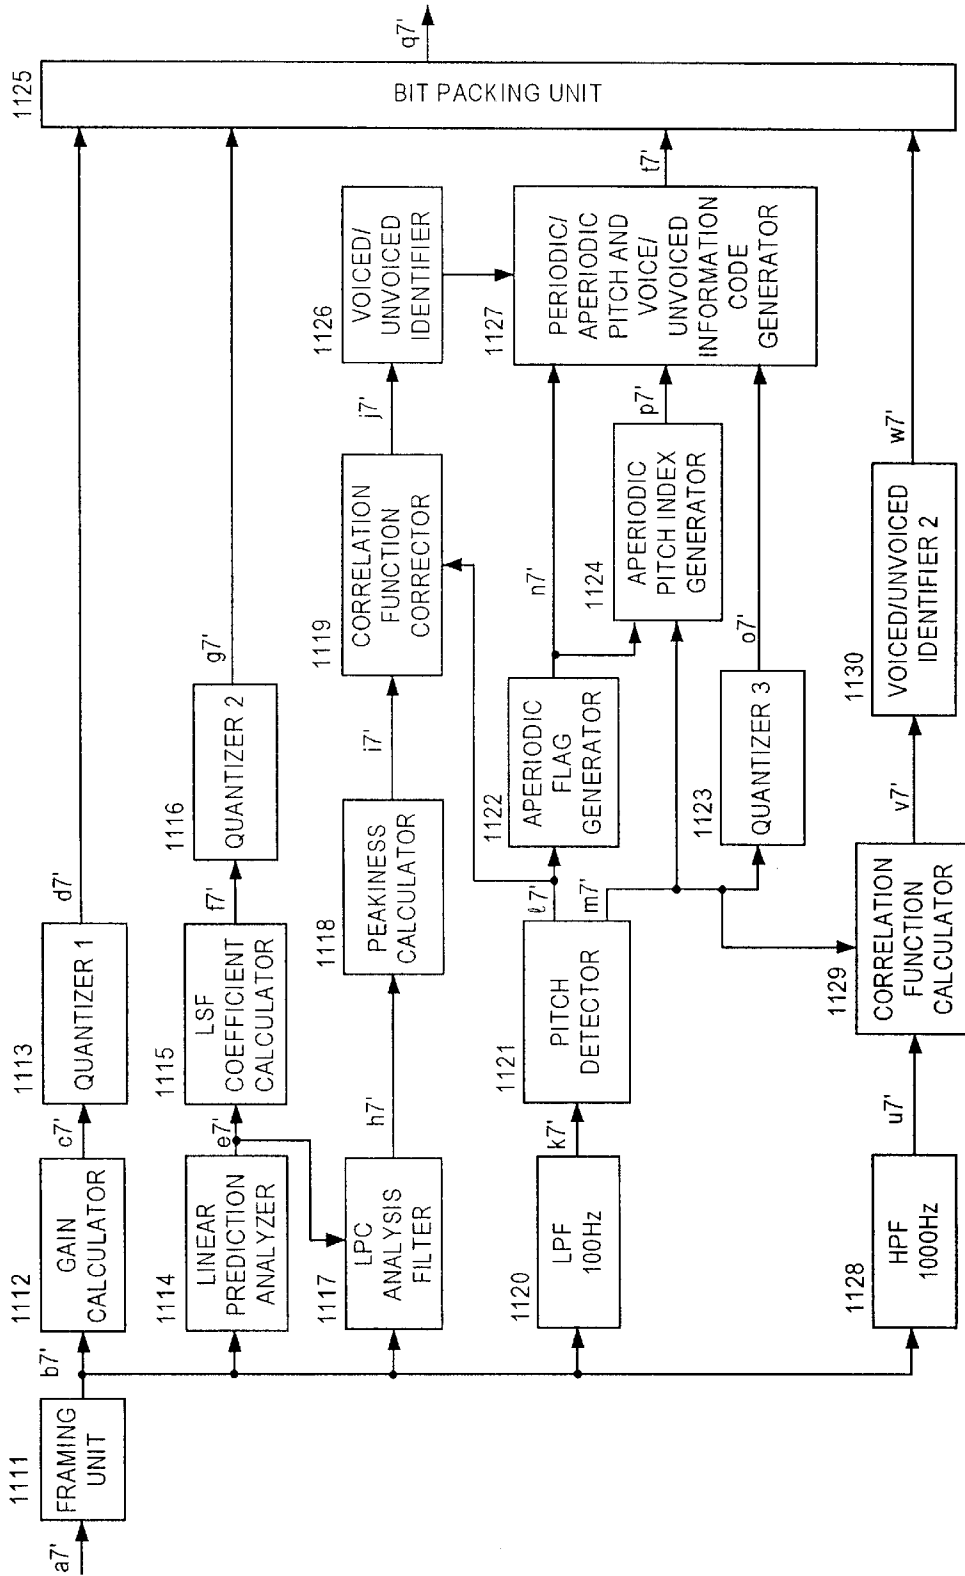 a7'
1111
FRAMING
UNIT
b7'
1112
GAIN
CALCULATOR
c7'
1113
QUANTIZER 1
d7'
1114
LINEAR
PREDICTION
ANALYZER
e7'
1115
LSF
COEFFICIENT
CALCULATOR
f7'
1116
QUANTIZER 2
g7'
1117
LPC
ANALYSIS
FILTER
h7'
1118
PEAKINESS
CALCULATOR
i7'
1119
CORRELATION
FUNCTION
CORRECTOR
j7'
1126
VOICED/
UNVOICED
IDENTIFIER
1120
LPF
1000Hz
k7'
1121
PITCH
DETECTOR
ℓ7'
m7'
1122
APERIODIC
FLAG
GENERATOR
n7'
1124
APERIODIC
PITCH INDEX
GENERATOR
p7'
1123
QUANTIZER 3
o7'
1127
PERIODIC/
APERIODIC
PITCH AND
VOICE/
UNVOICED
INFORMATION
CODE
GENERATOR
t7'
1128
HPF
1000Hz
u7'
1129
CORRELATION
FUNCTION
CALCULATOR
v7'
1130
VOICED/UNVOICED
IDENTIFIER 2
w7'
1125
BIT PACKING UNIT
q7'